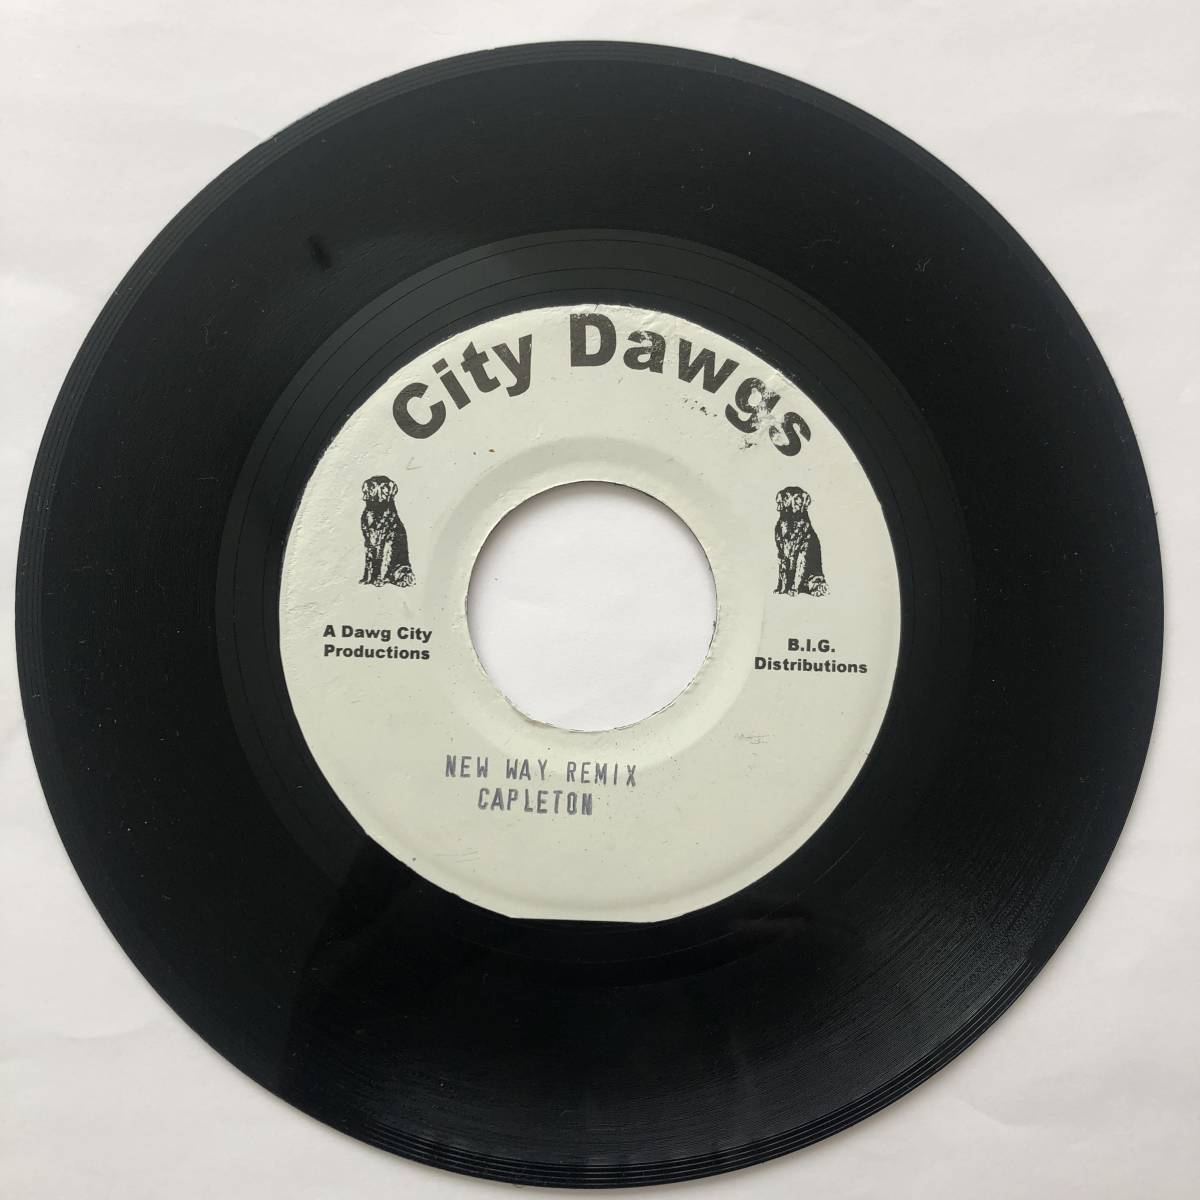 City Dawgs
A Dawg City
Productions
B.I.G.
Distributions
NEW WAY REMIX
CAPLETON